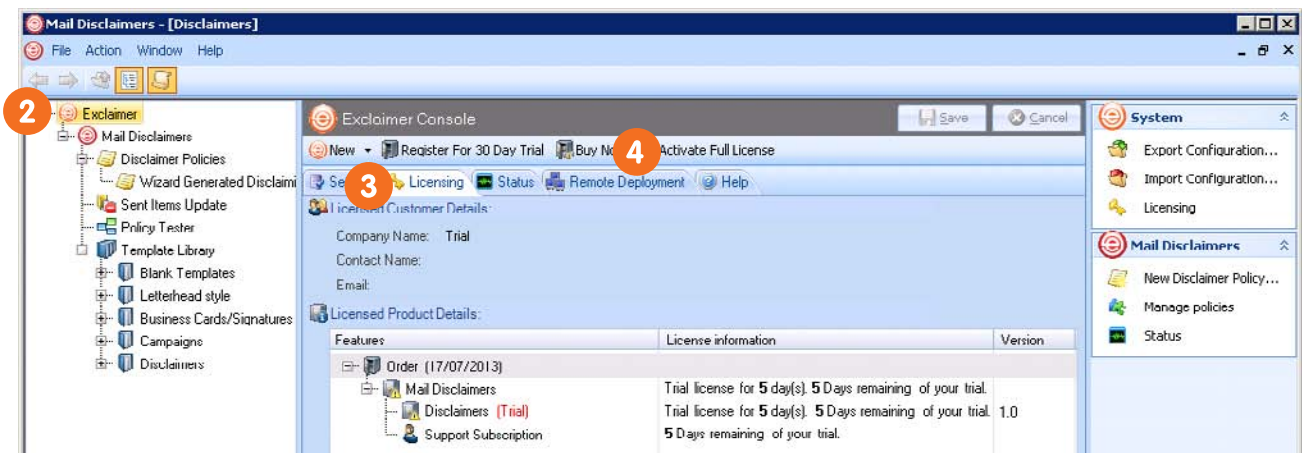 Mail Disclaimers - [Disclaimers]
File Action Window Help
2
Exclaimer
Mail Disclaimers
Disclaimer Policies
Wizard Generated Disclaimi
Sent Items Update
Policy Tester
Template Library
Blank Templates
Letterhead style
Business Cards/Signatures
Campaigns
Disclaimers
Exclaimer Console
Save Cancel
New Register For 30 Day Trial Buy No 4 Activate Full License
Se 3 Licensing Status Remote Deployment Help
Licensed Customer Details:
Company Name: Trial
Contact Name:
Email:
Licensed Product Details:
Features License information Version
Order (17/07/2013)
Mail Disclaimers Trial license for 5 day(s). 5 Days remaining of your trial.
Disclaimers (Trial) Trial license for 5 day(s). 5 Days remaining of your trial. 1.0
Support Subscription 5 Days remaining of your trial.
System
Export Configuration...
Import Configuration...
Licensing
Mail Disclaimers
New Disclaimer Policy...
Manage policies
Status